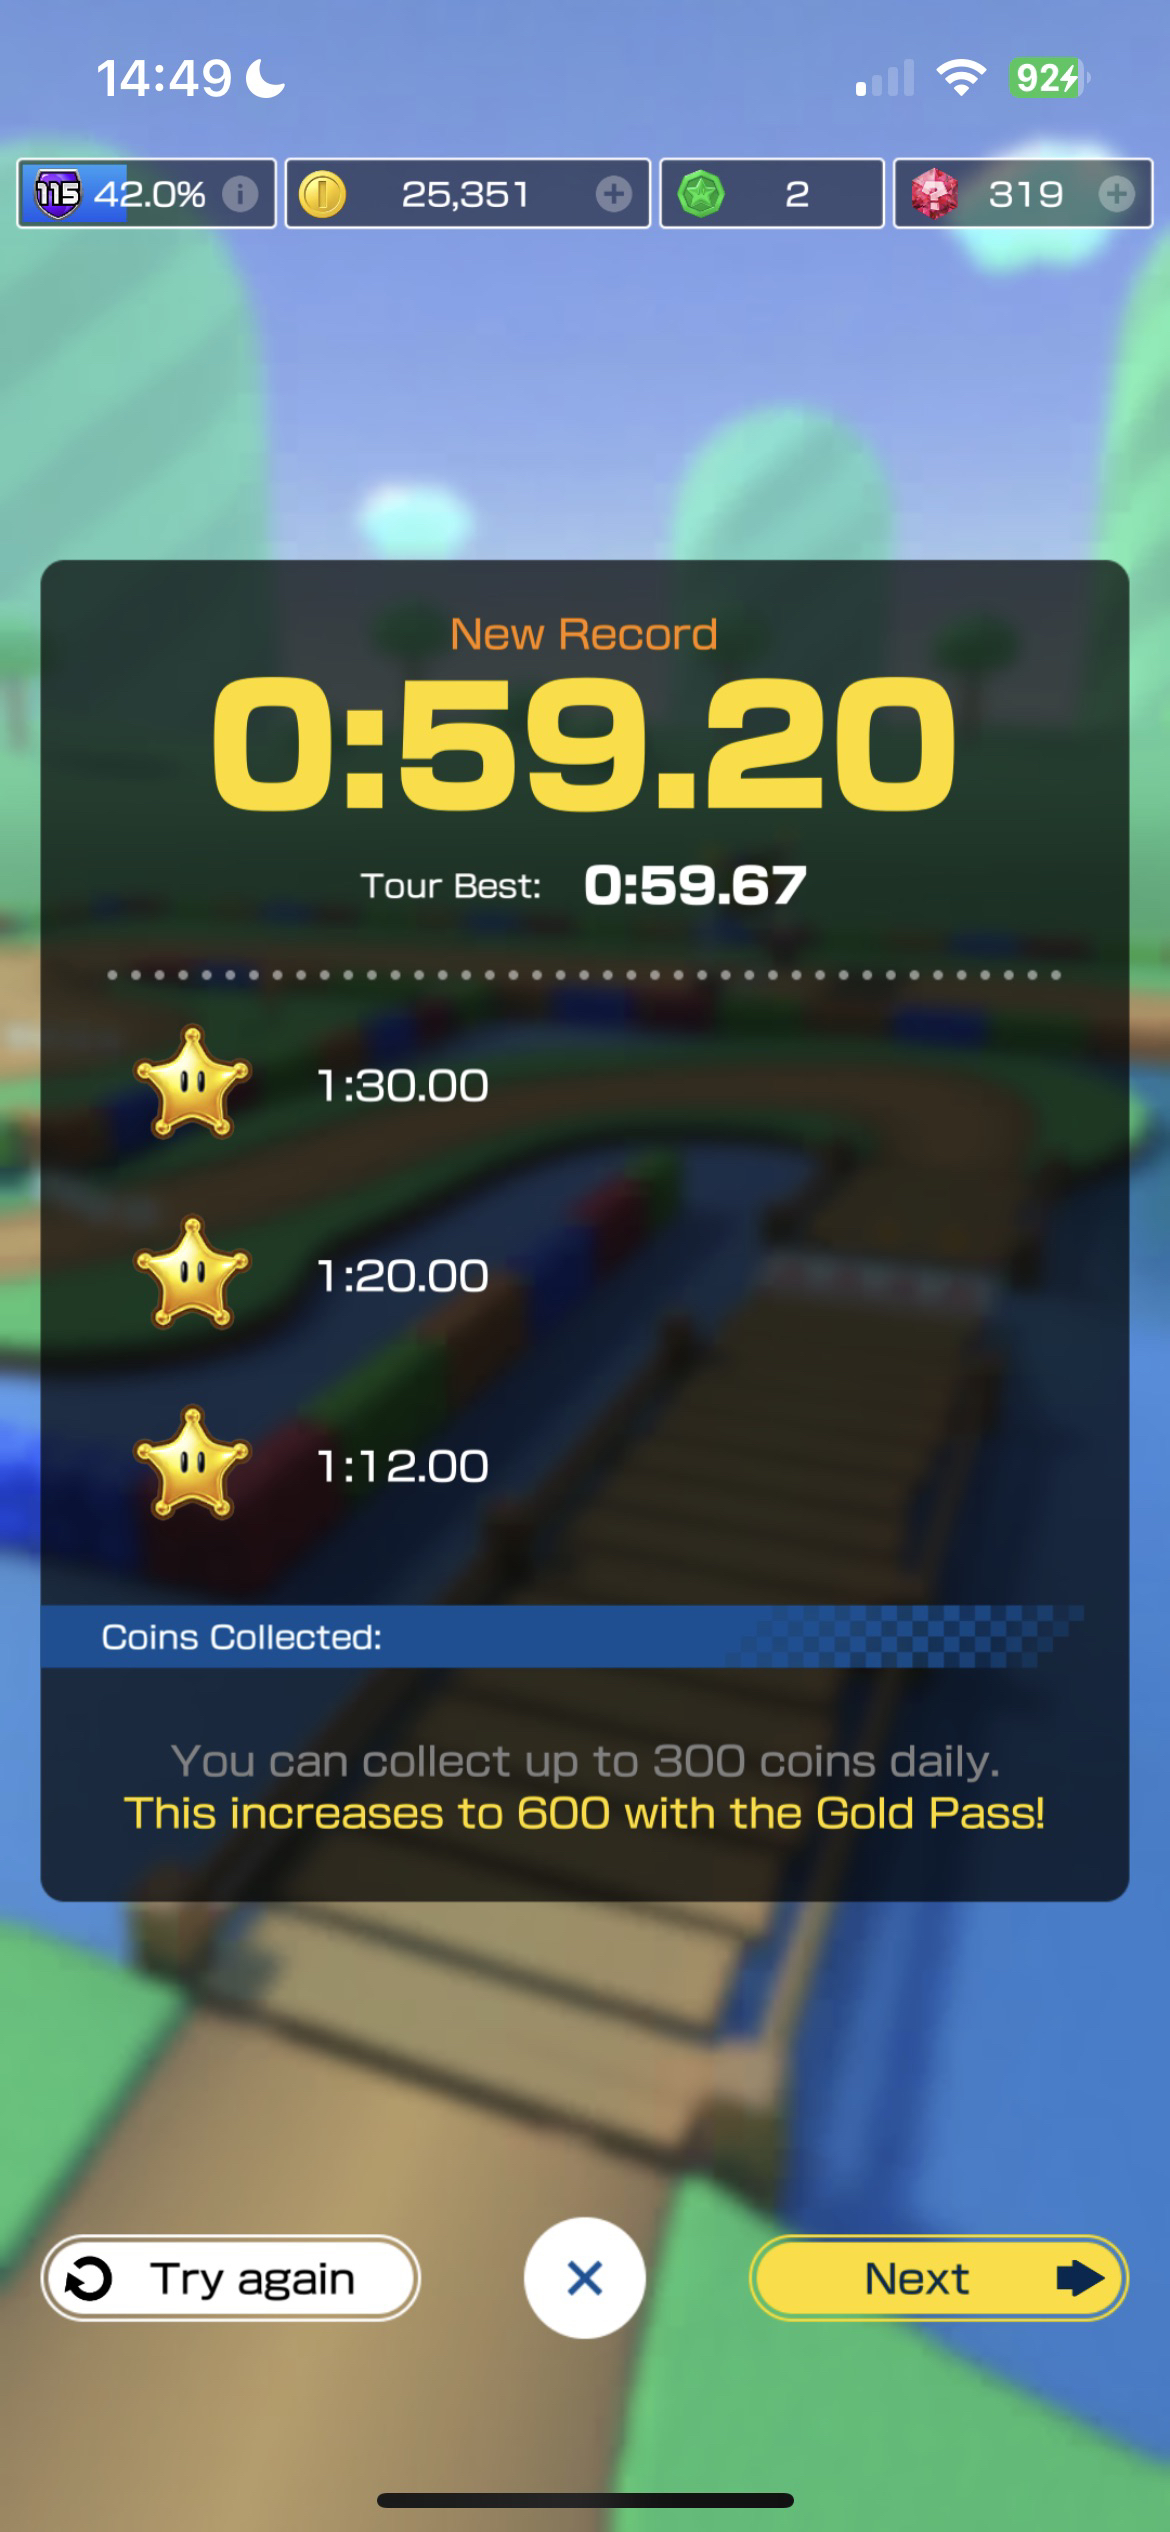 14:49
92
115 42.0% i 25,351 + 2 319 +
New Record
0:59.20
Tour Best: 0:59.67
1:30.00
1:20.00
1:12.00
Coins Collected:
You can collect up to 300 coins daily.
This increases to 600 with the Gold Pass!
Try again
Next